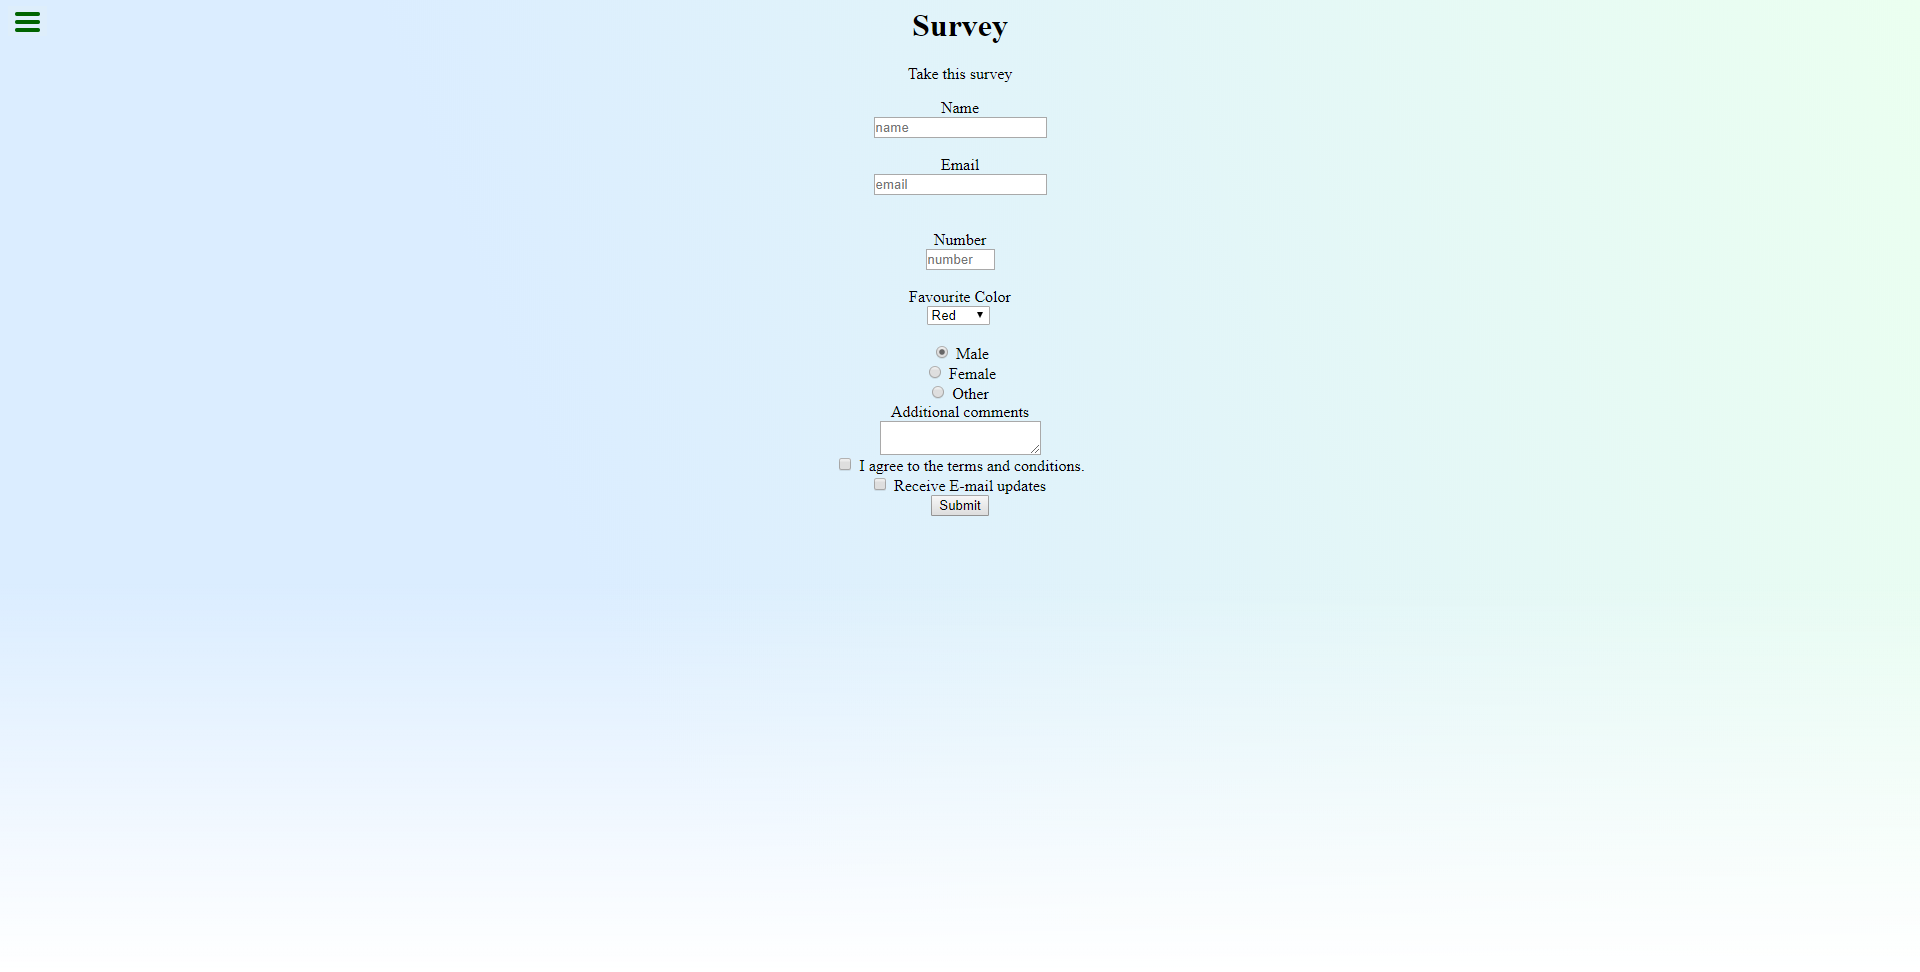 Survey
Take this survey
Name
name
Email
email
Number
number
Favourite Color
Red
Male
Female
Other
Additional comments
I agree to the terms and conditions.
Receive E-mail updates
Submit